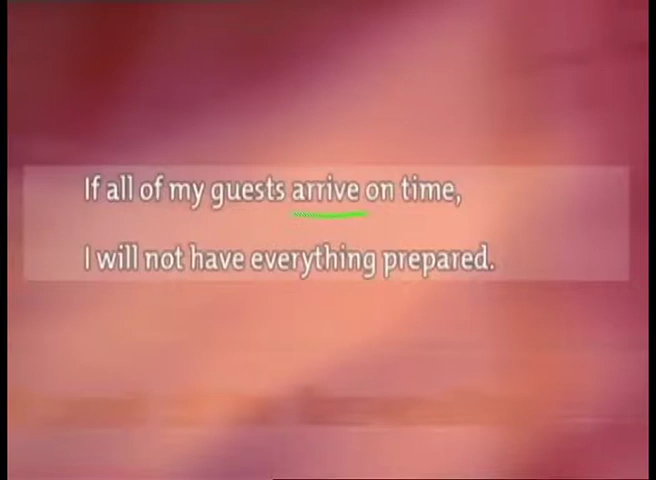 If all of my guests arrive on time,
I will not have everything prepared.